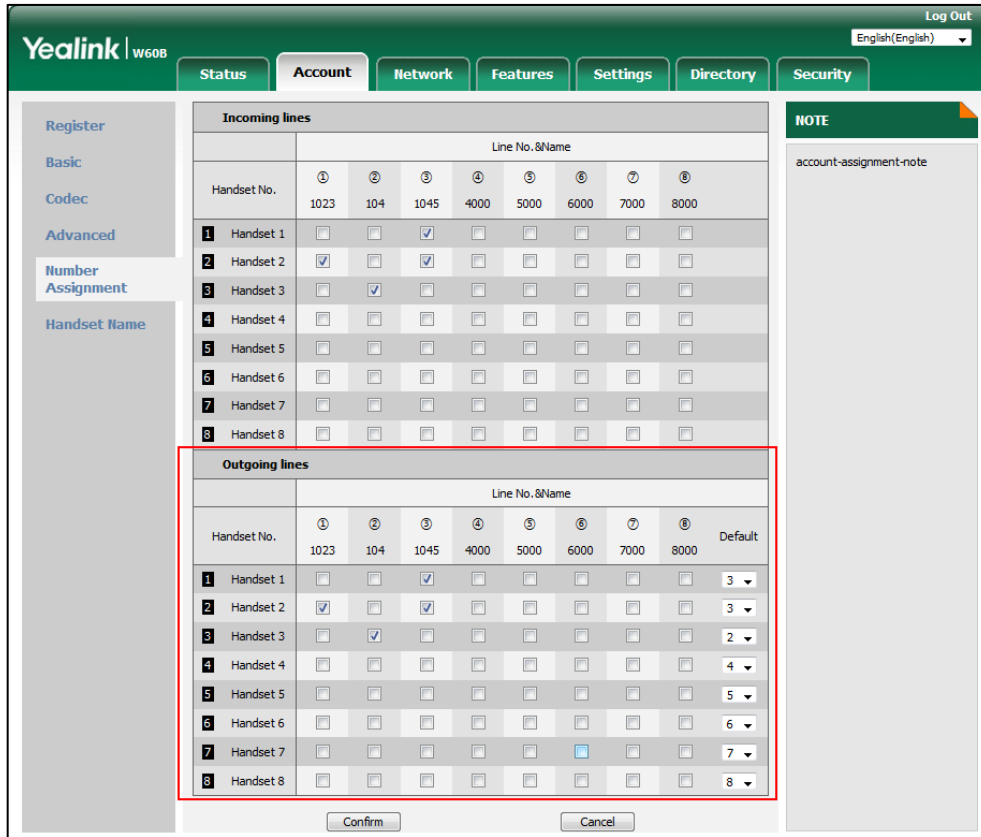 Log Out
Yealink | W60B
English(English)
Status Account Network Features Settings Directory Security
Register
Basic
Codec
Advanced
Number
Assignment
Handset Name
Incoming lines
Line No.&Name
Handset No. ① ② ③ ④ ⑤ ⑥ ⑦ ⑧
1023 104 1045 4000 5000 6000 7000 8000
1 Handset 1
2 Handset 2
3 Handset 3
4 Handset 4
5 Handset 5
6 Handset 6
7 Handset 7
8 Handset 8
Outgoing lines
Line No.&Name
Handset No. ① ② ③ ④ ⑤ ⑥ ⑦ ⑧ Default
1023 104 1045 4000 5000 6000 7000 8000
1 Handset 1 3
2 Handset 2 3
3 Handset 3 2
4 Handset 4 4
5 Handset 5 5
6 Handset 6 6
7 Handset 7 7
8 Handset 8 8
Confirm Cancel
NOTE
account-assignment-note